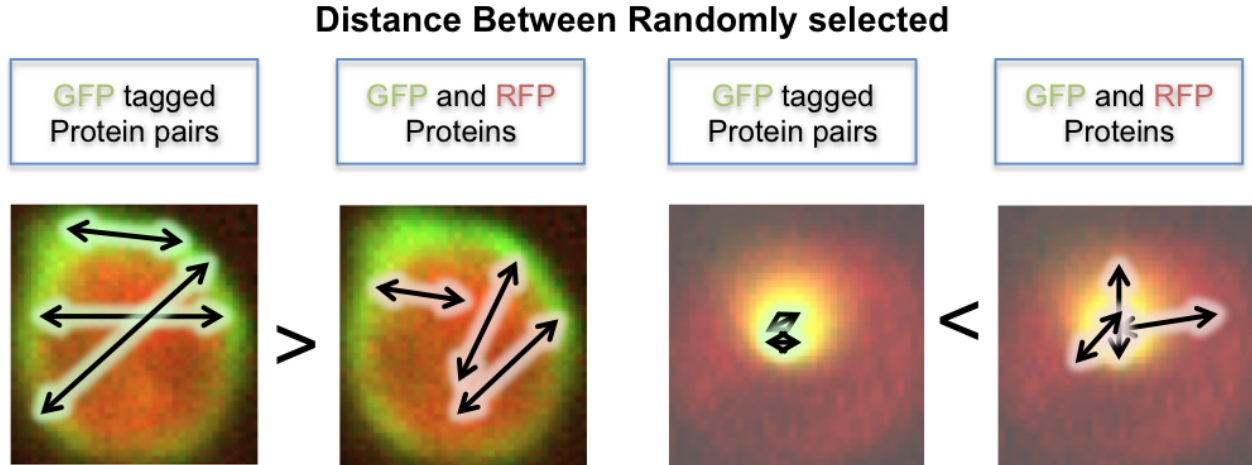 Distance Between Randomly selected
GFP tagged
Protein pairs
GFP and RFP
Proteins
GFP tagged
Protein pairs
GFP and RFP
Proteins
>
<